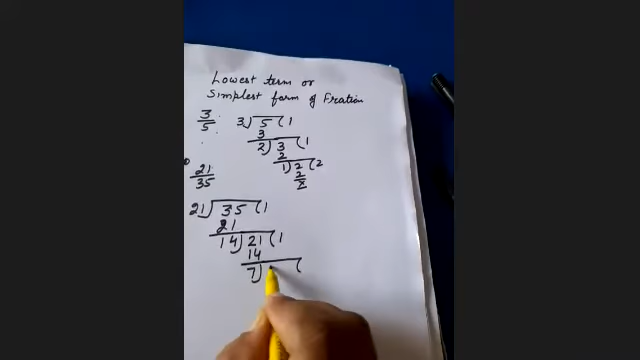 Lowest term or
Simplest form of Fration
3/5
3) 5 (1
3
2) 3 (1
2
1) 2 (2
2
21/35
21) 35 (1
21
14) 21 (1
14
7) (